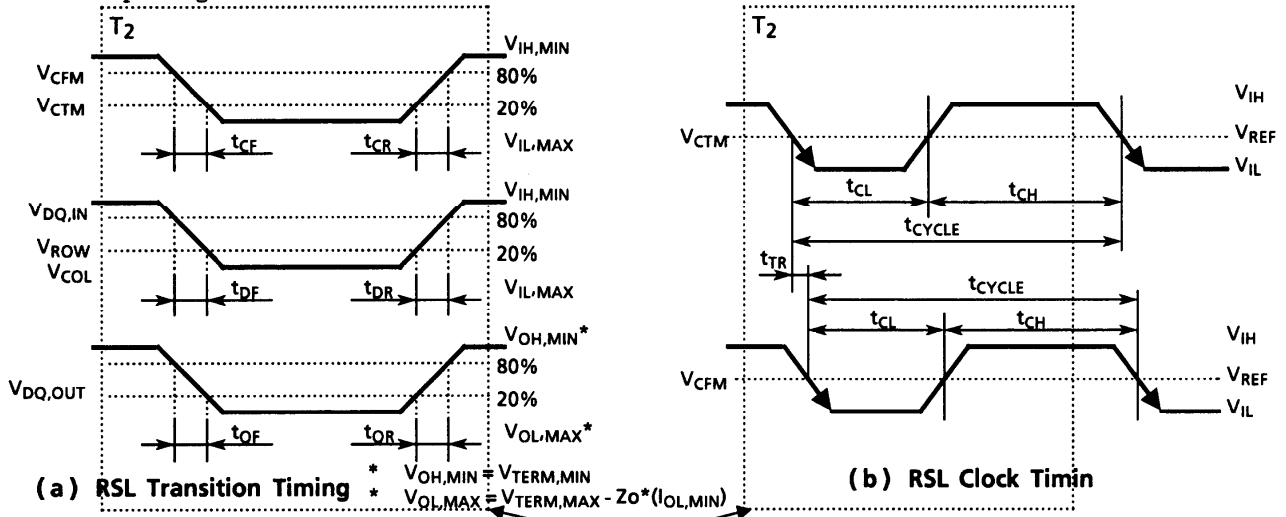 T2
VIH,MIN
VCFM
80%
VCTM
20%
tCF
tCR
VIL,MAX
VIH,MIN
VDQ,IN
80%
VROW
20%
VCOL
tDF
tDR
VIL,MAX
VOH,MIN*
80%
VDQ,OUT
20%
tQF
tQR
VOL,MAX*
(a) RSL Transition Timing
* VOH,MIN = VTERM,MIN
* VOL,MAX = VTERM,MAX - Zo*(IOL,MIN)
T2
VIH
VCTM
VREF
VIL
tCL
tCH
tCYCLE
tTR
tCYCLE
tCL
tCH
VIH
VCFM
VREF
VIL
(b) RSL Clock Timin